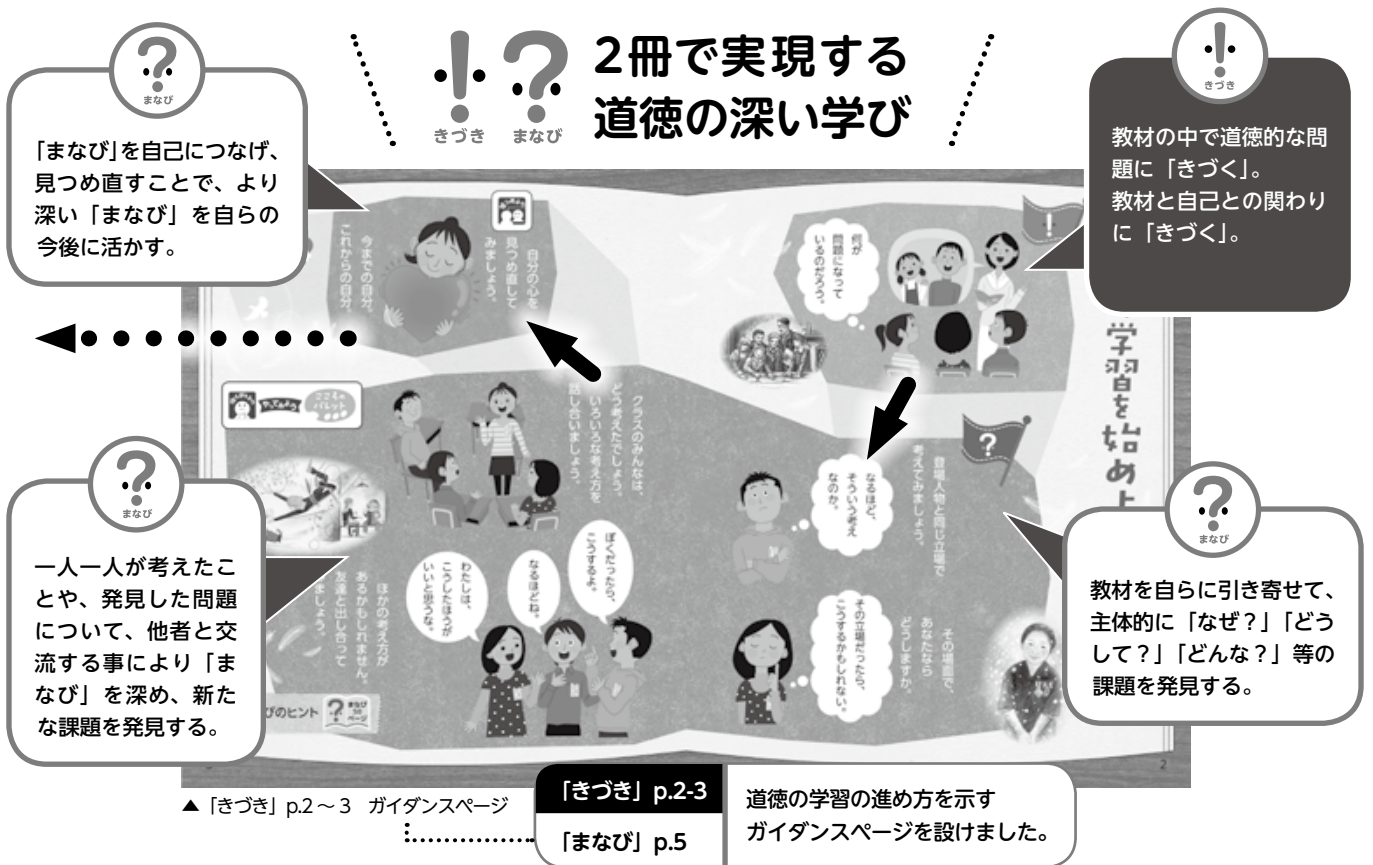 2冊で実現する
道徳の深い学び
きづき
まなび
きづき
教材の中で道徳的な問
題に「きづく」。
教材と自己との関わり
に「きづく」。
まなび
教材を自らに引き寄せて、
主体的に「なぜ?」「どう
して?」「どんな?」等の
課題を発見する。
まなび
「まなび」を自己につなげ、
見つめ直すことで、より
深い「まなび」を自らの
今後に活かす。
まなび
一人一人が考えたこ
とや、発見した問題
について、他者と交
流する事により「ま
なび」を深め、新た
な課題を発見する。
学習を始め
何が
問題になって
いるのだろう。
登場人物と同じ立場で
考えてみましょう。
なるほど、
そういう考え
なのか。
その場面で、
あなたなら
どうしますか。
その立場だったら、
こうするかもしれない。
クラスのみんなは、
どう考えたでしょう。
いろいろな考え方を
話し合いましょう。
ぼくだったら、
こうするよ。
なるほどね。
わたしは、
こうしたほうが
いいと思うな。
ほかの考え方が
あるかもしれません。
友達と出し合って
ましょう。
自分の心を
見つめ直して
みましょう。
今までの自分。
これからの自分。
こころの
パレット
びのヒント
2
▲「きづき」p.2～3 ガイダンスページ
「きづき」p.2-3
「まなび」p.5
道徳の学習の進め方を示す
ガイダンスページを設けました。